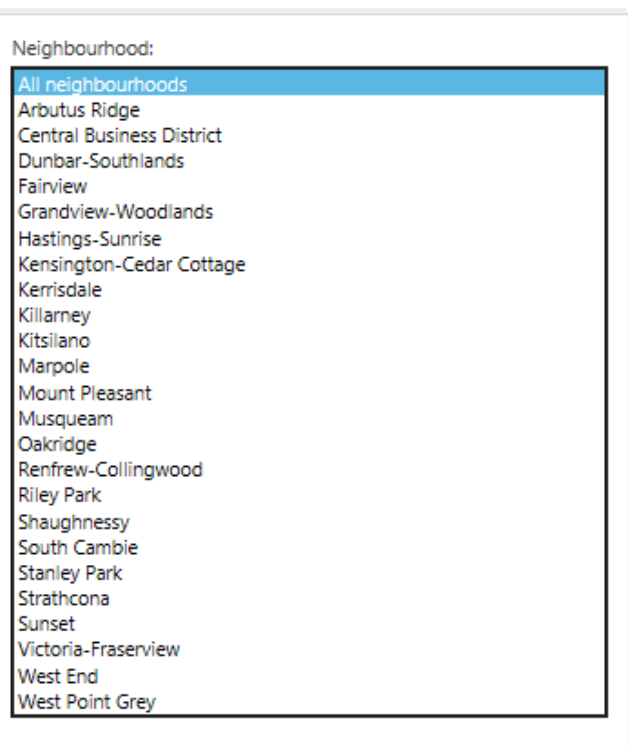 Neighbourhood:
All neighbourhoods
Arbutus Ridge
Central Business District
Dunbar-Southlands
Fairview
Grandview-Woodlands
Hastings-Sunrise
Kensington-Cedar Cottage
Kerrisdale
Killarney
Kitsilano
Marpole
Mount Pleasant
Musqueam
Oakridge
Renfrew-Collingwood
Riley Park
Shaughnessy
South Cambie
Stanley Park
Strathcona
Sunset
Victoria-Fraserview
West End
West Point Grey